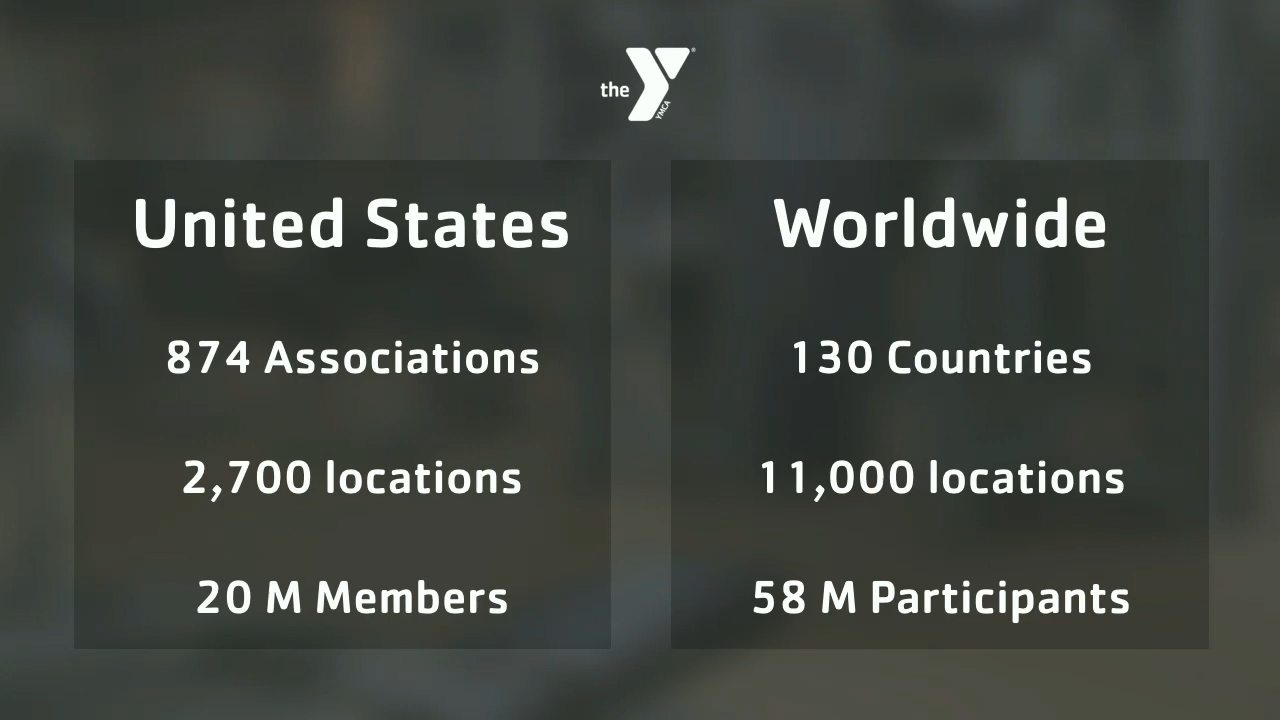 the
YMCA
United States
874 Associations
2,700 locations
20 M Members
Worldwide
130 Countries
11,000 locations
58 M Participants